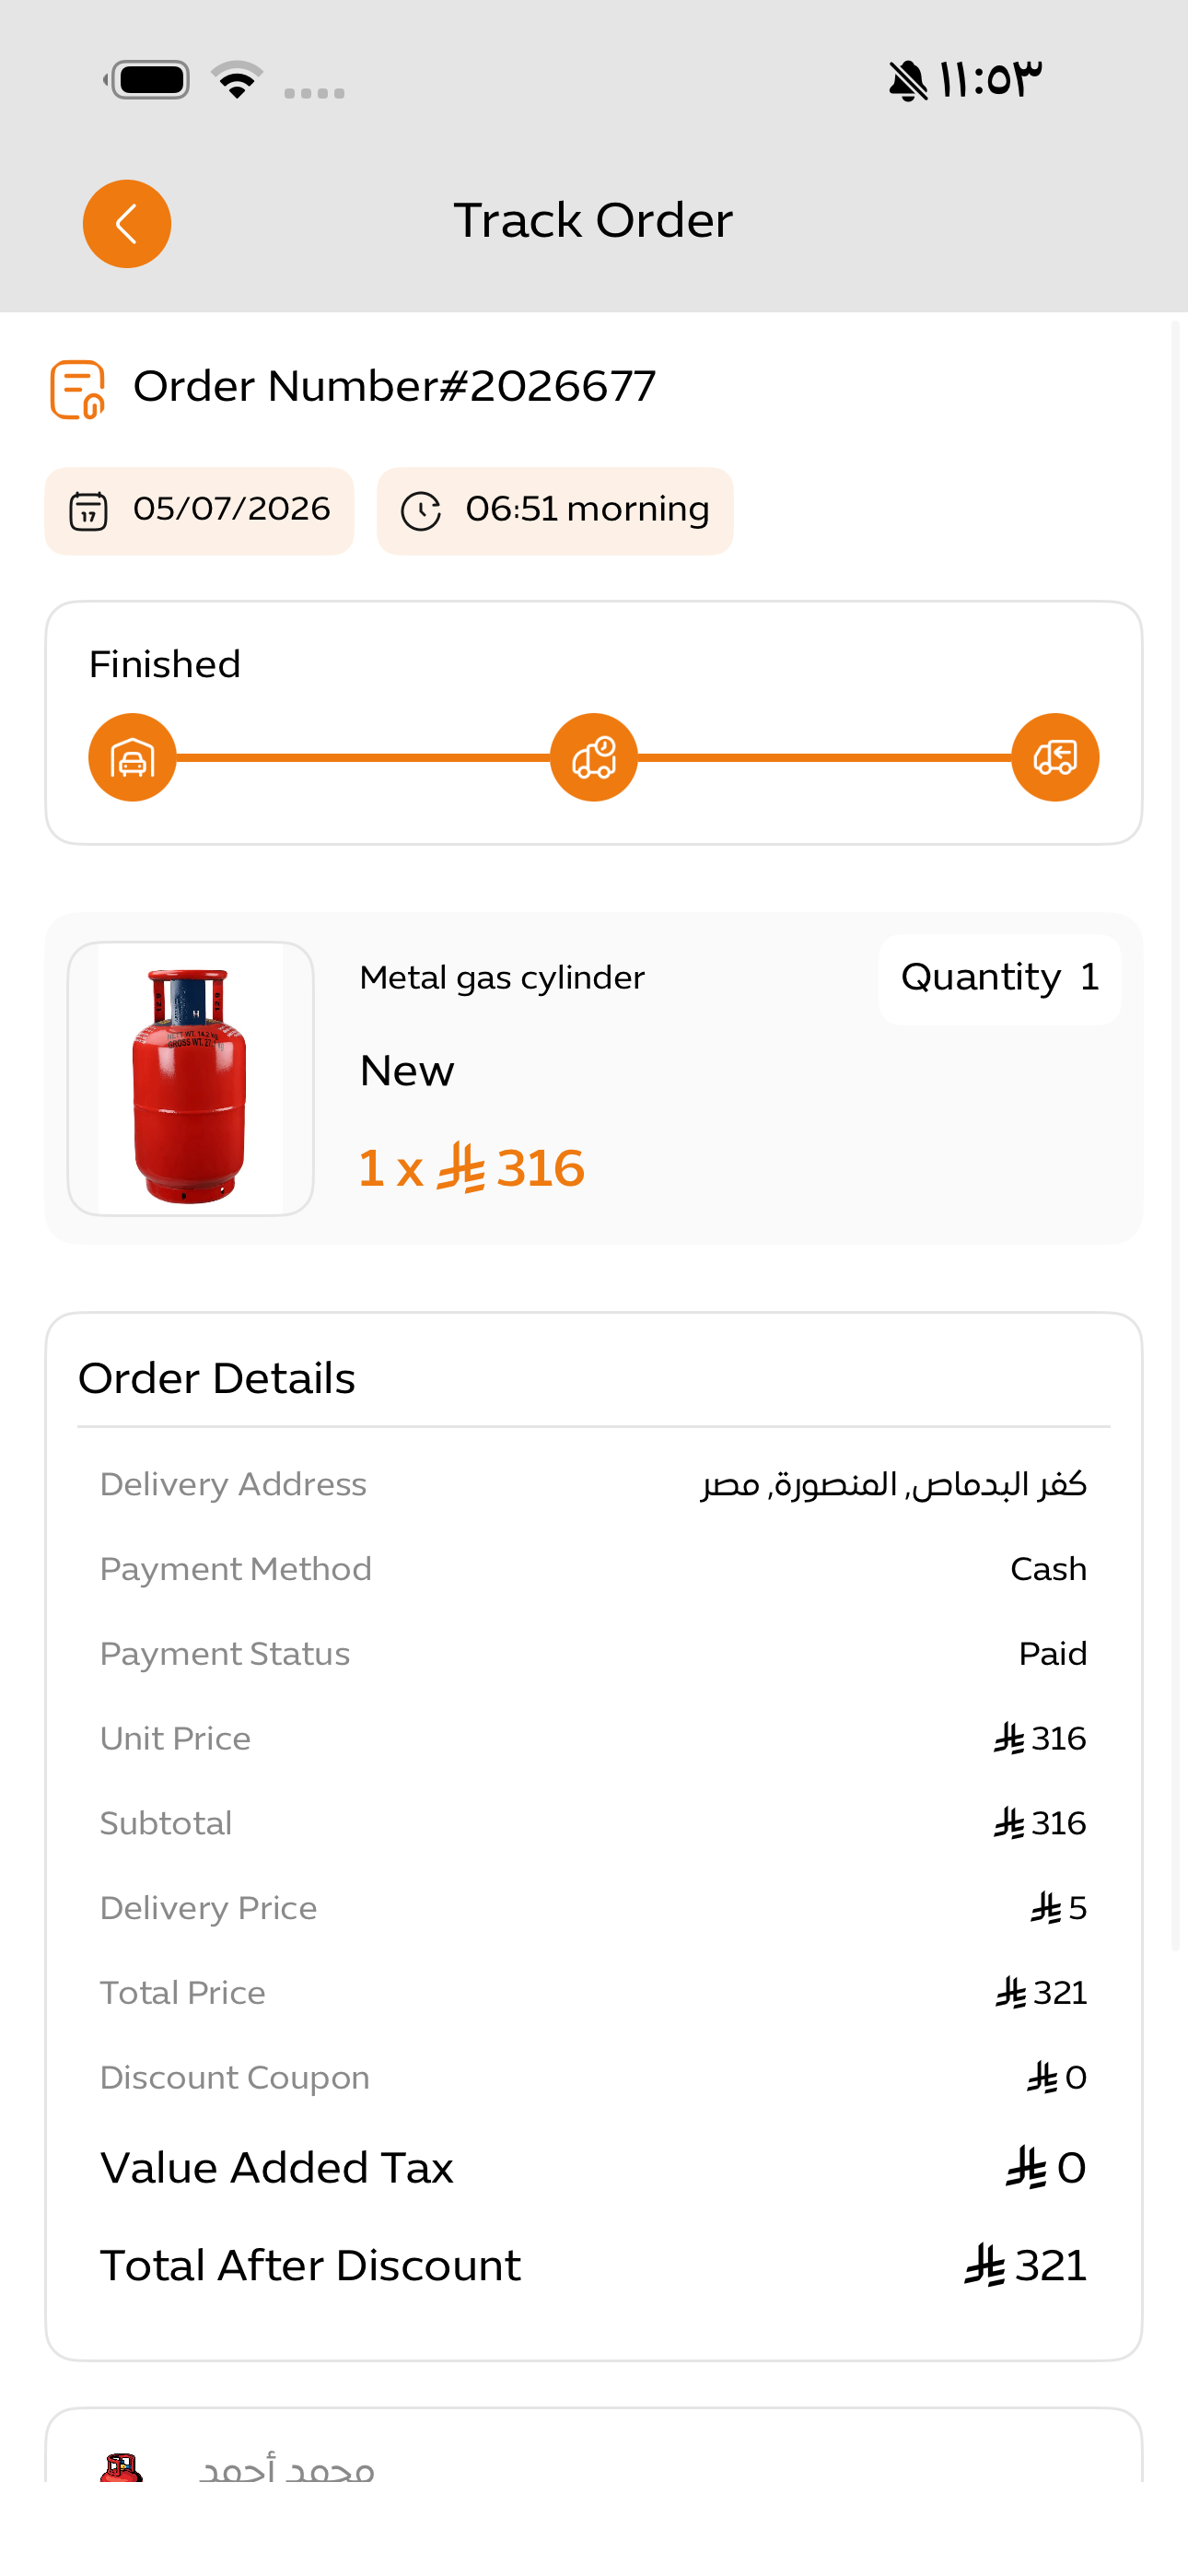 ١١:٥٣
Track Order
Order Number#2026677
05/07/2026
06:51 morning
Finished
Metal gas cylinder
Quantity 1
New
1 x 316
Order Details
Delivery Address كفر البدماص, المنصورة, مصر
Payment Method Cash
Payment Status Paid
Unit Price 316
Subtotal 316
Delivery Price 5
Total Price 321
Discount Coupon 0
Value Added Tax 0
Total After Discount 321
محمد أحمد